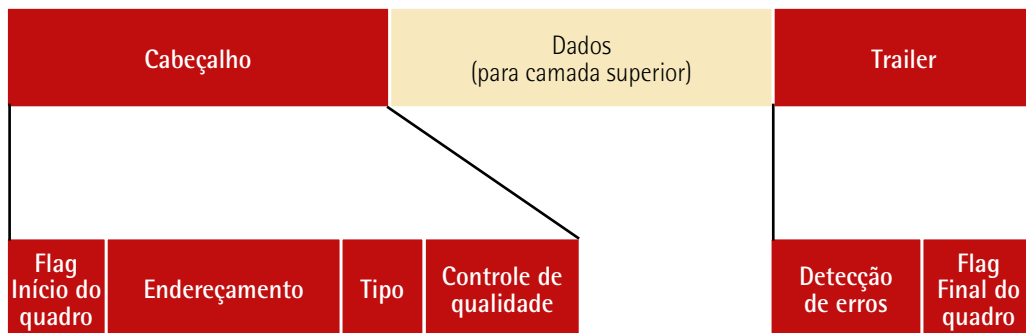 Cabeçalho
Dados
(para camada superior)
Trailer
Flag
Início do
quadro
Endereçamento
Tipo
Controle de
qualidade
Detecção
de erros
Flag
Final do
quadro